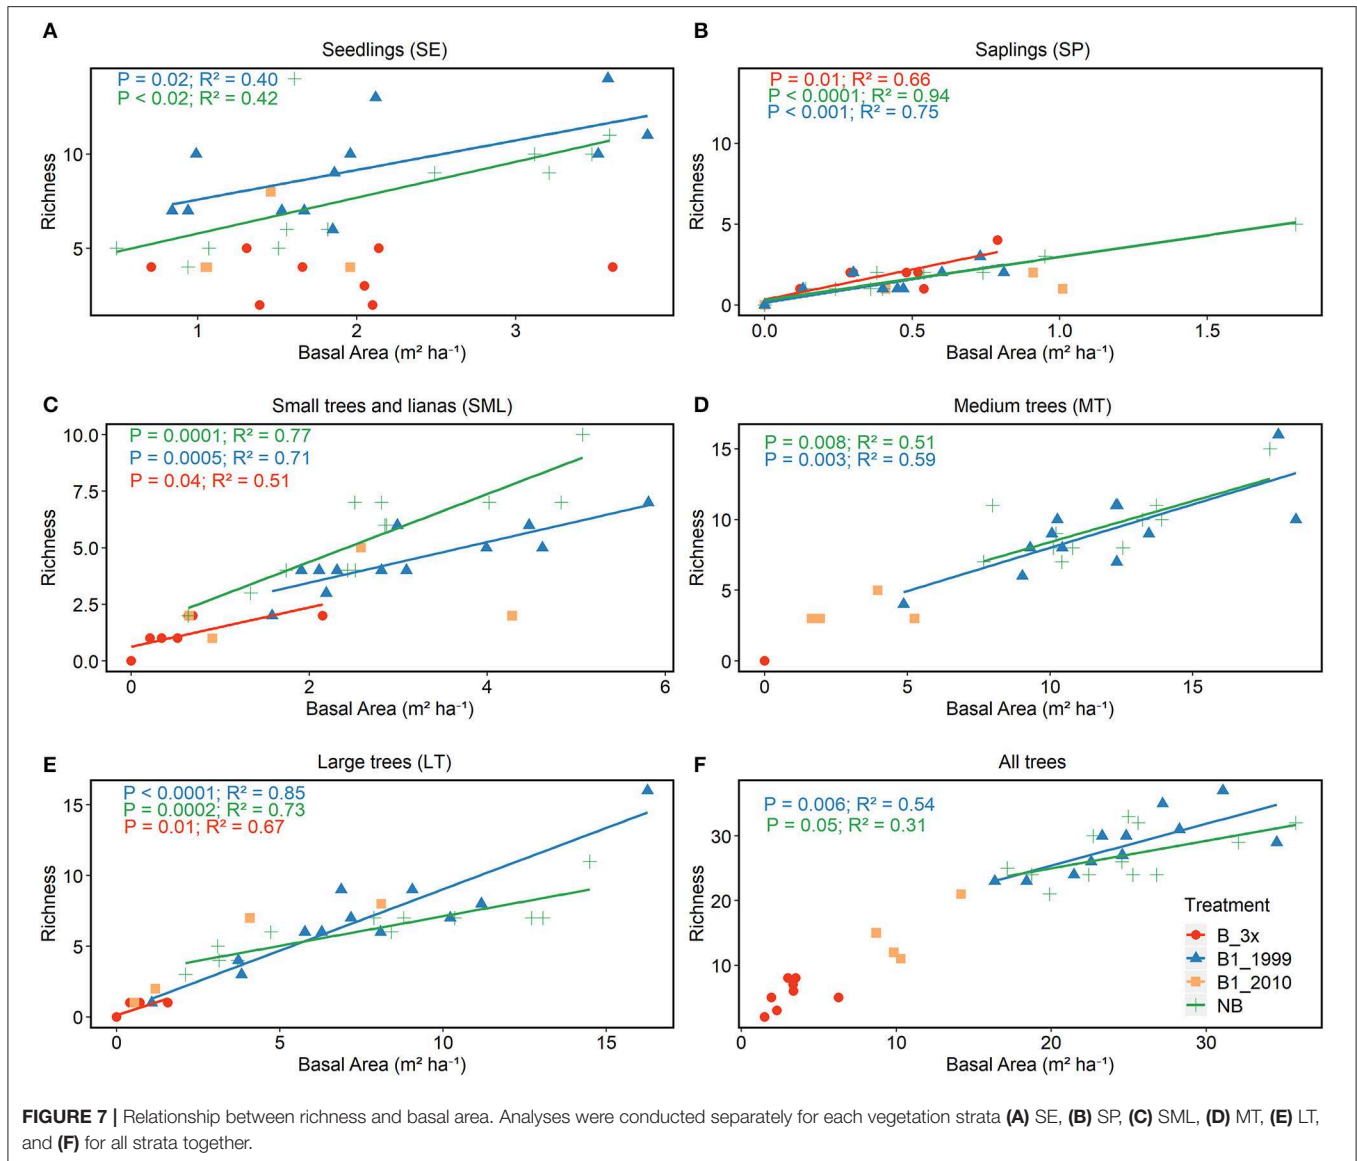 A
Seedlings (SE)
P = 0.02; R² = 0.40
P < 0.02; R² = 0.42
10
5
Richness
1 2 3
Basal Area (m² ha⁻¹)
B
Saplings (SP)
P = 0.01; R² = 0.66
P < 0.0001; R² = 0.94
P < 0.001; R² = 0.75
10
5
0
Richness
0.0 0.5 1.0 1.5
Basal Area (m² ha⁻¹)
C
Small trees and lianas (SML)
P = 0.0001; R² = 0.77
P = 0.0005; R² = 0.71
P = 0.04; R² = 0.51
10.0
7.5
5.0
2.5
0.0
Richness
0 2 4 6
Basal Area (m² ha⁻¹)
D
Medium trees (MT)
P = 0.008; R² = 0.51
P = 0.003; R² = 0.59
15
10
5
0
Richness
0 5 10 15
Basal Area (m² ha⁻¹)
E
Large trees (LT)
P < 0.0001; R² = 0.85
P = 0.0002; R² = 0.73
P = 0.01; R² = 0.67
15
10
5
0
Richness
0 5 10 15
Basal Area (m² ha⁻¹)
F
All trees
P = 0.006; R² = 0.54
P = 0.05; R² = 0.31
30
20
10
Richness
0 10 20 30
Basal Area (m² ha⁻¹)
Treatment
B_3x
B1_1999
B1_2010
NB
FIGURE 7 | Relationship between richness and basal area. Analyses were conducted separately for each vegetation strata (A) SE, (B) SP, (C) SML, (D) MT, (E) LT,
and (F) for all strata together.